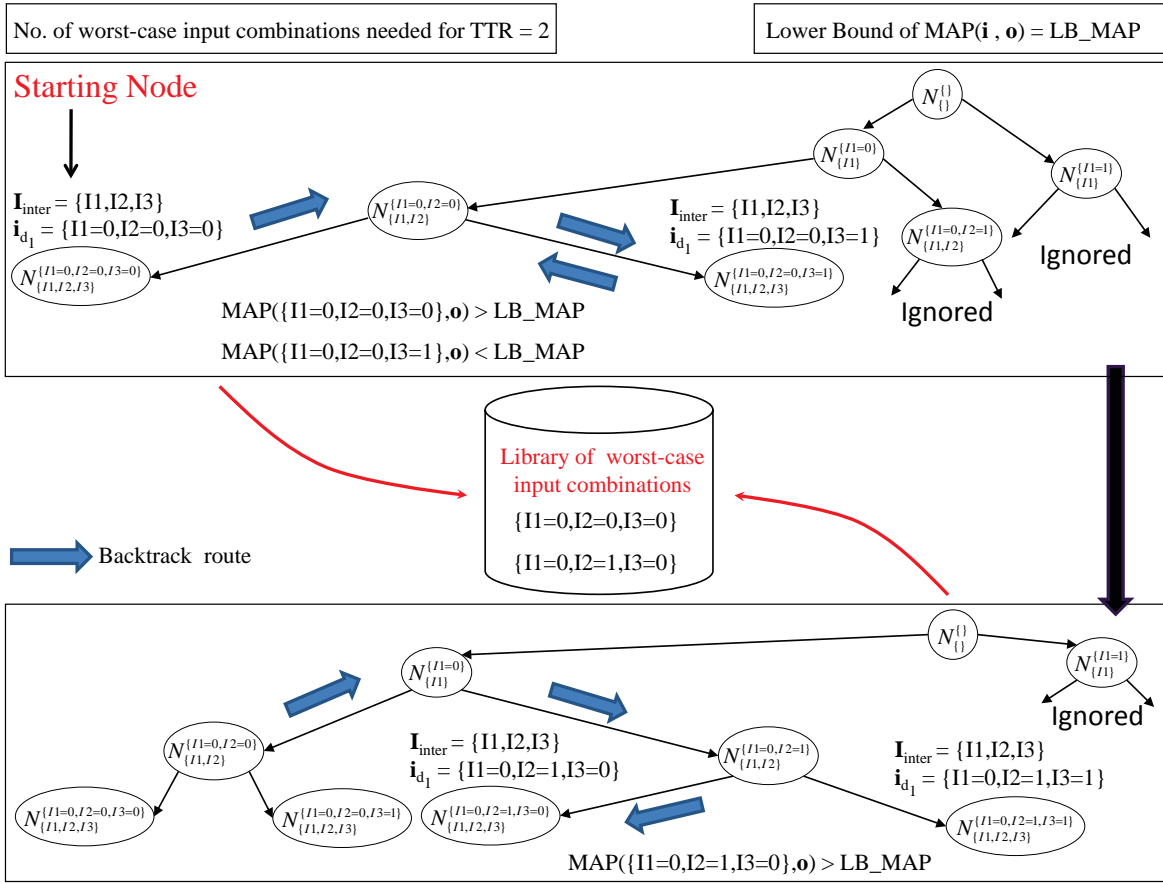 No. of worst-case input combinations needed for TTR = 2
Lower Bound of MAP(i , o) = LB_MAP
Starting Node
N{}{}
N{I1=0}{I1}
N{I1=1}{I1}
Iinter = {I1,I2,I3}
id1 = {I1=0,I2=0,I3=0}
N{I1=0,I2=0}{I1,I2}
Iinter = {I1,I2,I3}
id1 = {I1=0,I2=0,I3=1}
N{I1=0,I2=1}{I1,I2}
Ignored
N{I1=0,I2=0,I3=0}{I1,I2,I3}
N{I1=0,I2=0,I3=1}{I1,I2,I3}
Ignored
MAP({I1=0,I2=0,I3=0},o) > LB_MAP
MAP({I1=0,I2=0,I3=1},o) < LB_MAP
Library of worst-case
input combinations
{I1=0,I2=0,I3=0}
{I1=0,I2=1,I3=0}
Backtrack route
N{}{}
N{I1=0}{I1}
N{I1=1}{I1}
Ignored
N{I1=0,I2=0}{I1,I2}
Iinter = {I1,I2,I3}
id1 = {I1=0,I2=1,I3=0}
N{I1=0,I2=1}{I1,I2}
Iinter = {I1,I2,I3}
id1 = {I1=0,I2=1,I3=1}
N{I1=0,I2=0,I3=0}{I1,I2,I3}
N{I1=0,I2=0,I3=1}{I1,I2,I3}
N{I1=0,I2=1,I3=0}{I1,I2,I3}
N{I1=0,I2=1,I3=1}{I1,I2,I3}
MAP({I1=0,I2=1,I3=0},o) > LB_MAP